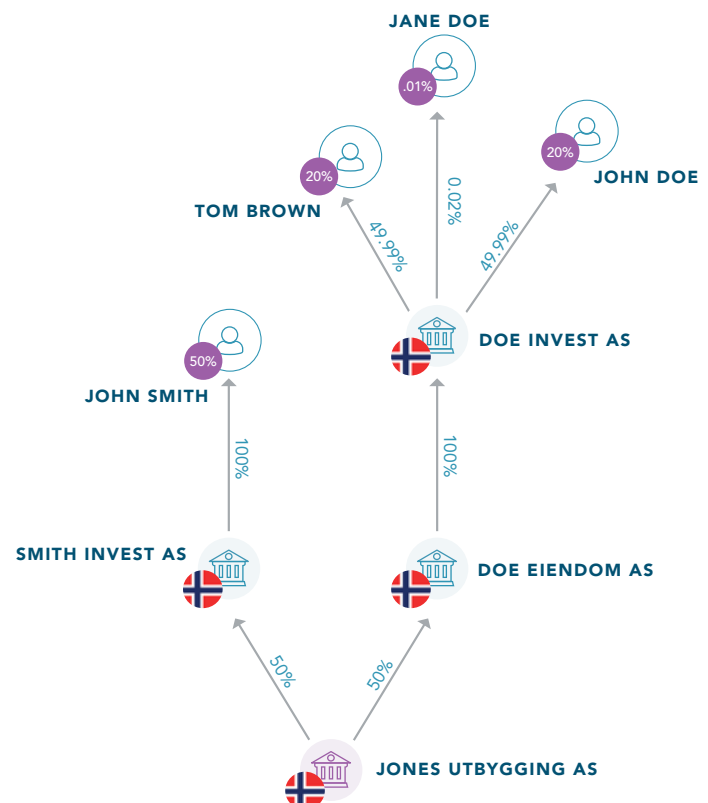 JANE DOE
.01%
20%
JOHN DOE
20%
TOM BROWN
0.02%
49.99%
49.99%
DOE INVEST AS
50%
JOHN SMITH
100%
100%
SMITH INVEST AS
DOE EIENDOM AS
50%
50%
JONES UTBYGGING AS